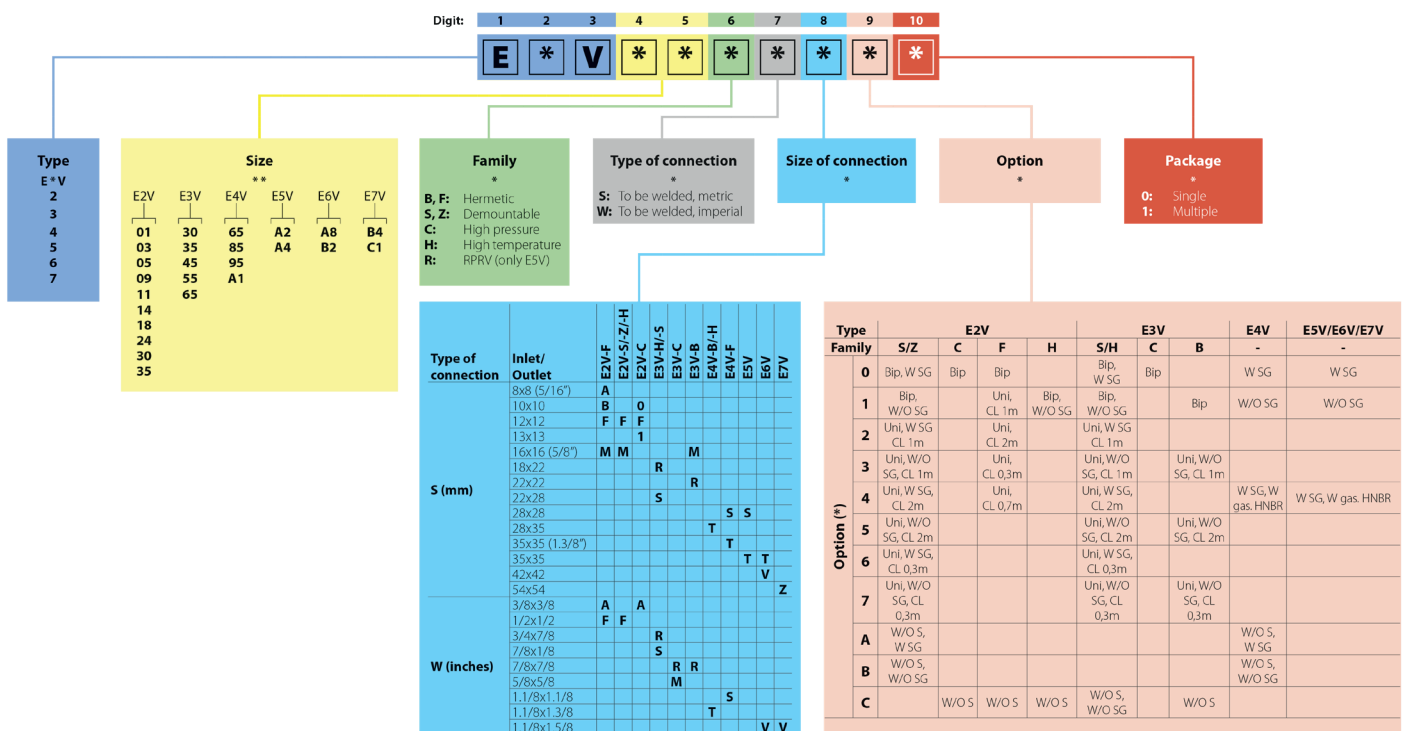 Digit: 1 2 3 4 5 6 7 8 9 10
E * V * * * * * * *
Type
E * V
2
3
4
5
6
7
Size
**
E2V E3V E4V E5V E6V E7V
01 30 65 A2 A8 B4
03 35 85 A4 B2 C1
05 45 95
09 55 A1
11 65
14
18
24
30
35
Family
*
B, F: Hermetic
S, Z: Demountable
C: High pressure
H: High temperature
R: RPRV (only E5V)
Type of connection
*
S: To be welded, metric
W: To be welded, imperial
Size of connection
*
Option
*
Package
*
0: Single
1: Multiple
Type of connection Inlet/ Outlet E2V-F E2V-S/-Z/-H E2V-C E3V-H/-S E3V-C E3V-B E4V-B/-H E4V-F E5V E6V E7V
S (mm)
8x8 (5/16") A
10x10 B 0
12x12 F F F
13x13 1
16x16 (5/8") M M M
18x22 R
22x22 R
22x28 S
28x28 S S
28x35 T
35x35 (1.3/8") T
35x35 T T
42x42 V
54x54 Z
W (inches)
3/8x3/8 A A
1/2x1/2 F F
3/4x7/8 R
7/8x1/8 S
7/8x7/8 R R
5/8x5/8 M
1.1/8x1.1/8 S
1.1/8x1.3/8 T
1.1/8x1.5/8 V V
Type E2V E3V E4V E5V/E6V/E7V
Family S/Z C F H S/H C B - -
Option (*)
0 Bip, W SG Bip Bip Bip, W SG Bip W SG W SG
1 Bip, W/O SG Uni, CL 1m Bip, W/O SG Bip, W/O SG Bip W/O SG W/O SG
2 Uni, W SG CL 1m Uni, CL 2m Uni, W SG CL 1m
3 Uni, W/O SG, CL 1m Uni, CL 0,3m Uni, W/O SG, CL 1m Uni, W/O SG, CL 1m
4 Uni, W SG, CL 2m Uni, CL 0,7m Uni, W SG, CL 2m W SG, W gas. HNBR W SG, W gas. HNBR
5 Uni, W/O SG, CL 2m Uni, W/O SG, CL 2m Uni, W/O SG, CL 2m
6 Uni, W SG, CL 0,3m Uni, W SG, CL 0,3m
7 Uni, W/O SG, CL 0,3m Uni, W/O SG, CL 0,3m Uni, W/O SG, CL 0,3m
A W/O S, W SG W/O S, W SG
B W/O S, W/O SG W/O S, W/O SG
C W/O S W/O S W/O S W/O S, W/O SG W/O S